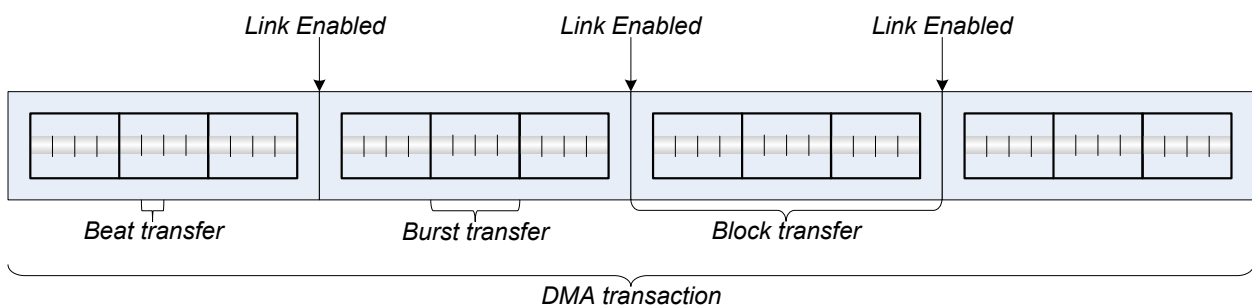 Link Enabled
Link Enabled
Link Enabled
Beat transfer
Burst transfer
Block transfer
DMA transaction